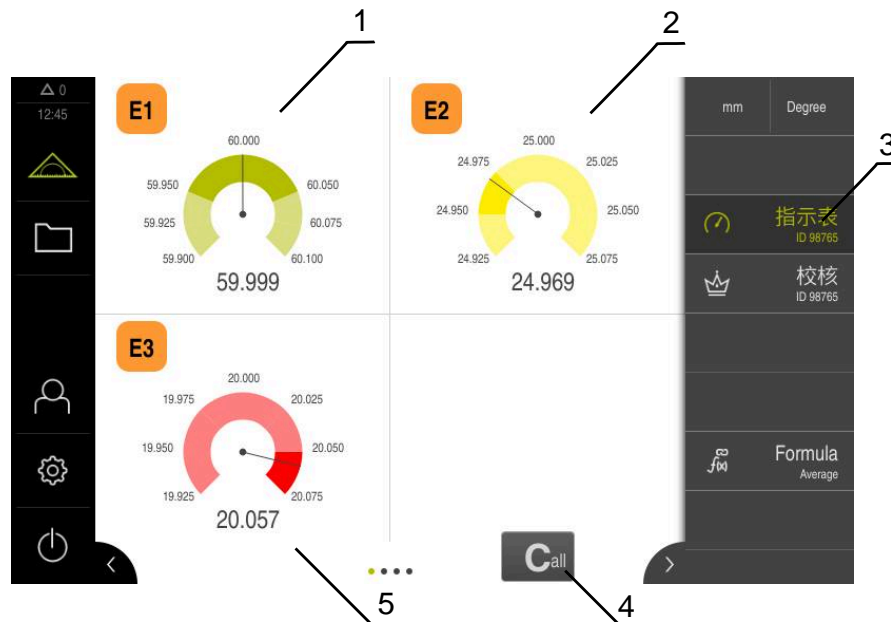 1
2
3
△ 0
12:45
E1
60.000
59.950
60.050
59.925
60.075
59.900
60.100
59.999
E2
25.000
24.975
25.025
24.950
25.050
24.925
25.075
24.969
mm
Degree
指示表
ID 98765
校核
ID 98765
E3
20.000
19.975
20.025
19.950
20.050
19.925
20.075
20.057
f(x)
Formula
Average
Call
5
4